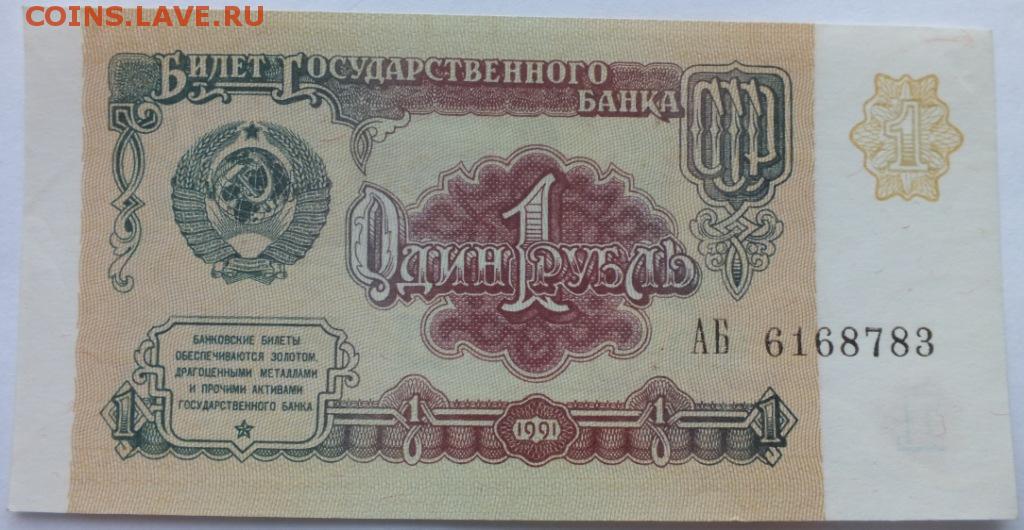 COINS.LAVE.RU
БИЛЕТ ГОСУДАРСТВЕННОГО
БАНКА
СССР
1
1
ОДИН РУБЛЬ
БАНКОВСКИЕ БИЛЕТЫ
ОБЕСПЕЧИВАЮТСЯ ЗОЛОТОМ,
ДРАГОЦЕННЫМИ МЕТАЛЛАМИ
И ПРОЧИМИ АКТИВАМИ
ГОСУДАРСТВЕННОГО БАНКА
АБ 6168783
1 1 1991 1 1